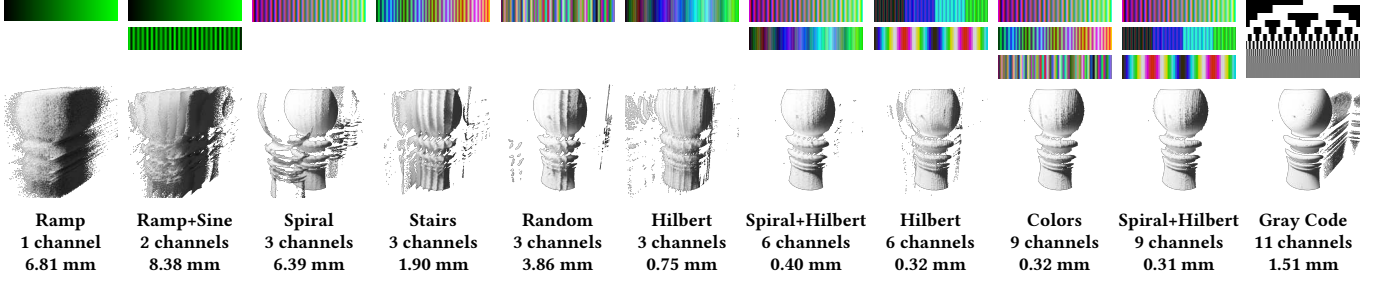 Ramp
1 channel
6.81 mm
Ramp+Sine
2 channels
8.38 mm
Spiral
3 channels
6.39 mm
Stairs
3 channels
1.90 mm
Random
3 channels
3.86 mm
Hilbert
3 channels
0.75 mm
Spiral+Hilbert
6 channels
0.40 mm
Hilbert
6 channels
0.32 mm
Colors
9 channels
0.32 mm
Spiral+Hilbert
9 channels
0.31 mm
Gray Code
11 channels
1.51 mm